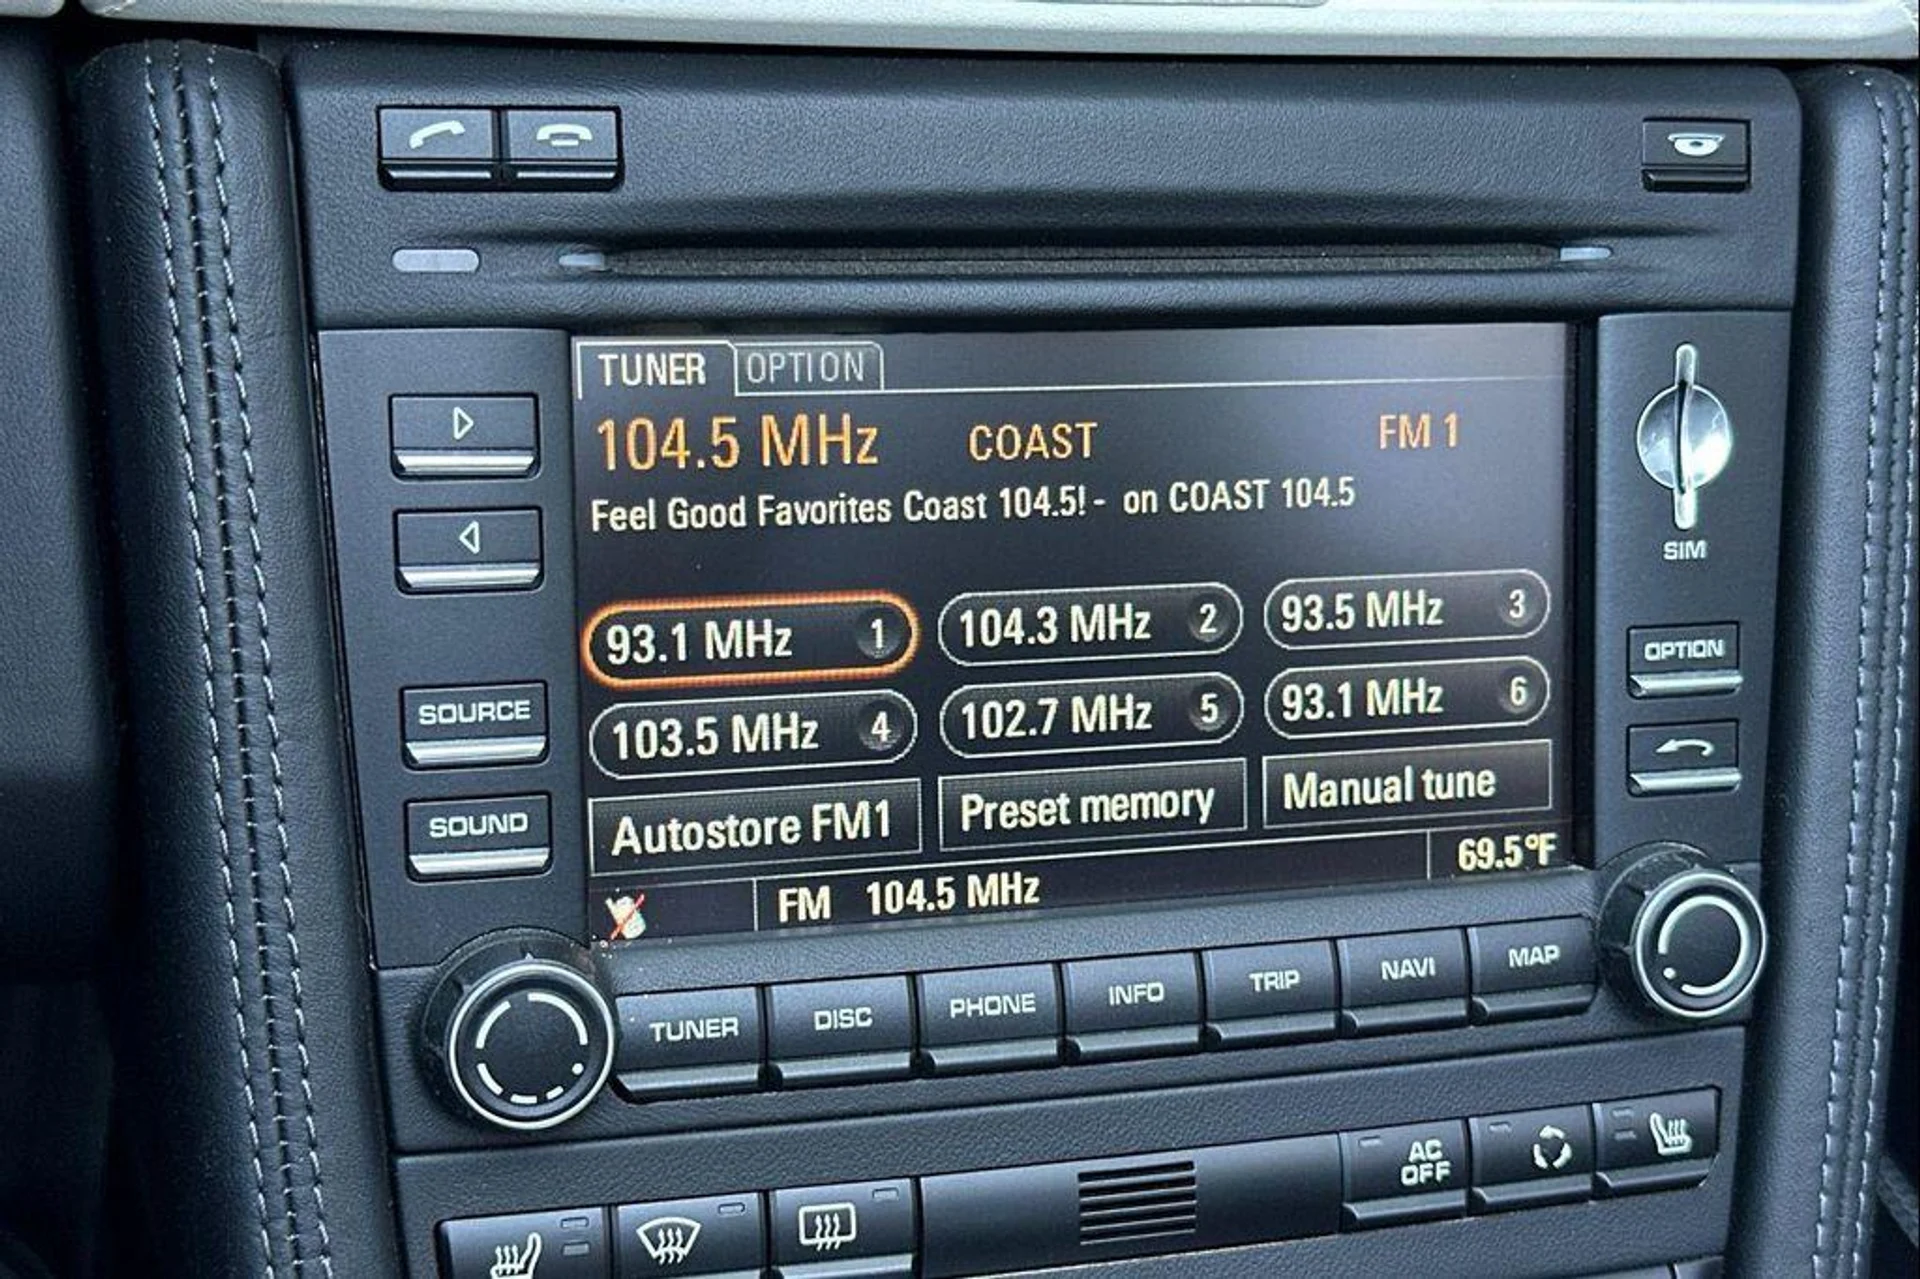 TUNER OPTION
104.5 MHz COAST FM 1
Feel Good Favorites Coast 104.5! - on COAST 104.5
SIM
93.1 MHz 1 104.3 MHz 2 93.5 MHz 3
103.5 MHz 4 102.7 MHz 5 93.1 MHz 6
Autostore FM1 Preset memory Manual tune
FM 104.5 MHz 69.5°F
SOURCE
SOUND
OPTION
TUNER DISC PHONE INFO TRIP NAVI MAP
AC
OFF